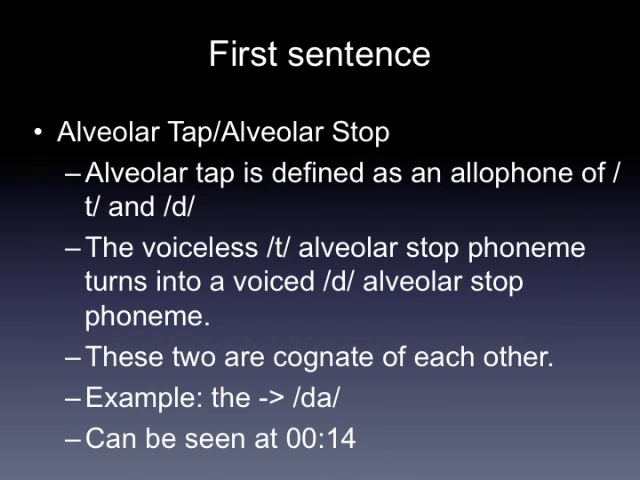 First sentence
• Alveolar Tap/Alveolar Stop
–Alveolar tap is defined as an allophone of /
t/ and /d/
–The voiceless /t/ alveolar stop phoneme
turns into a voiced /d/ alveolar stop
phoneme.
–These two are cognate of each other.
–Example: the -> /da/
–Can be seen at 00:14